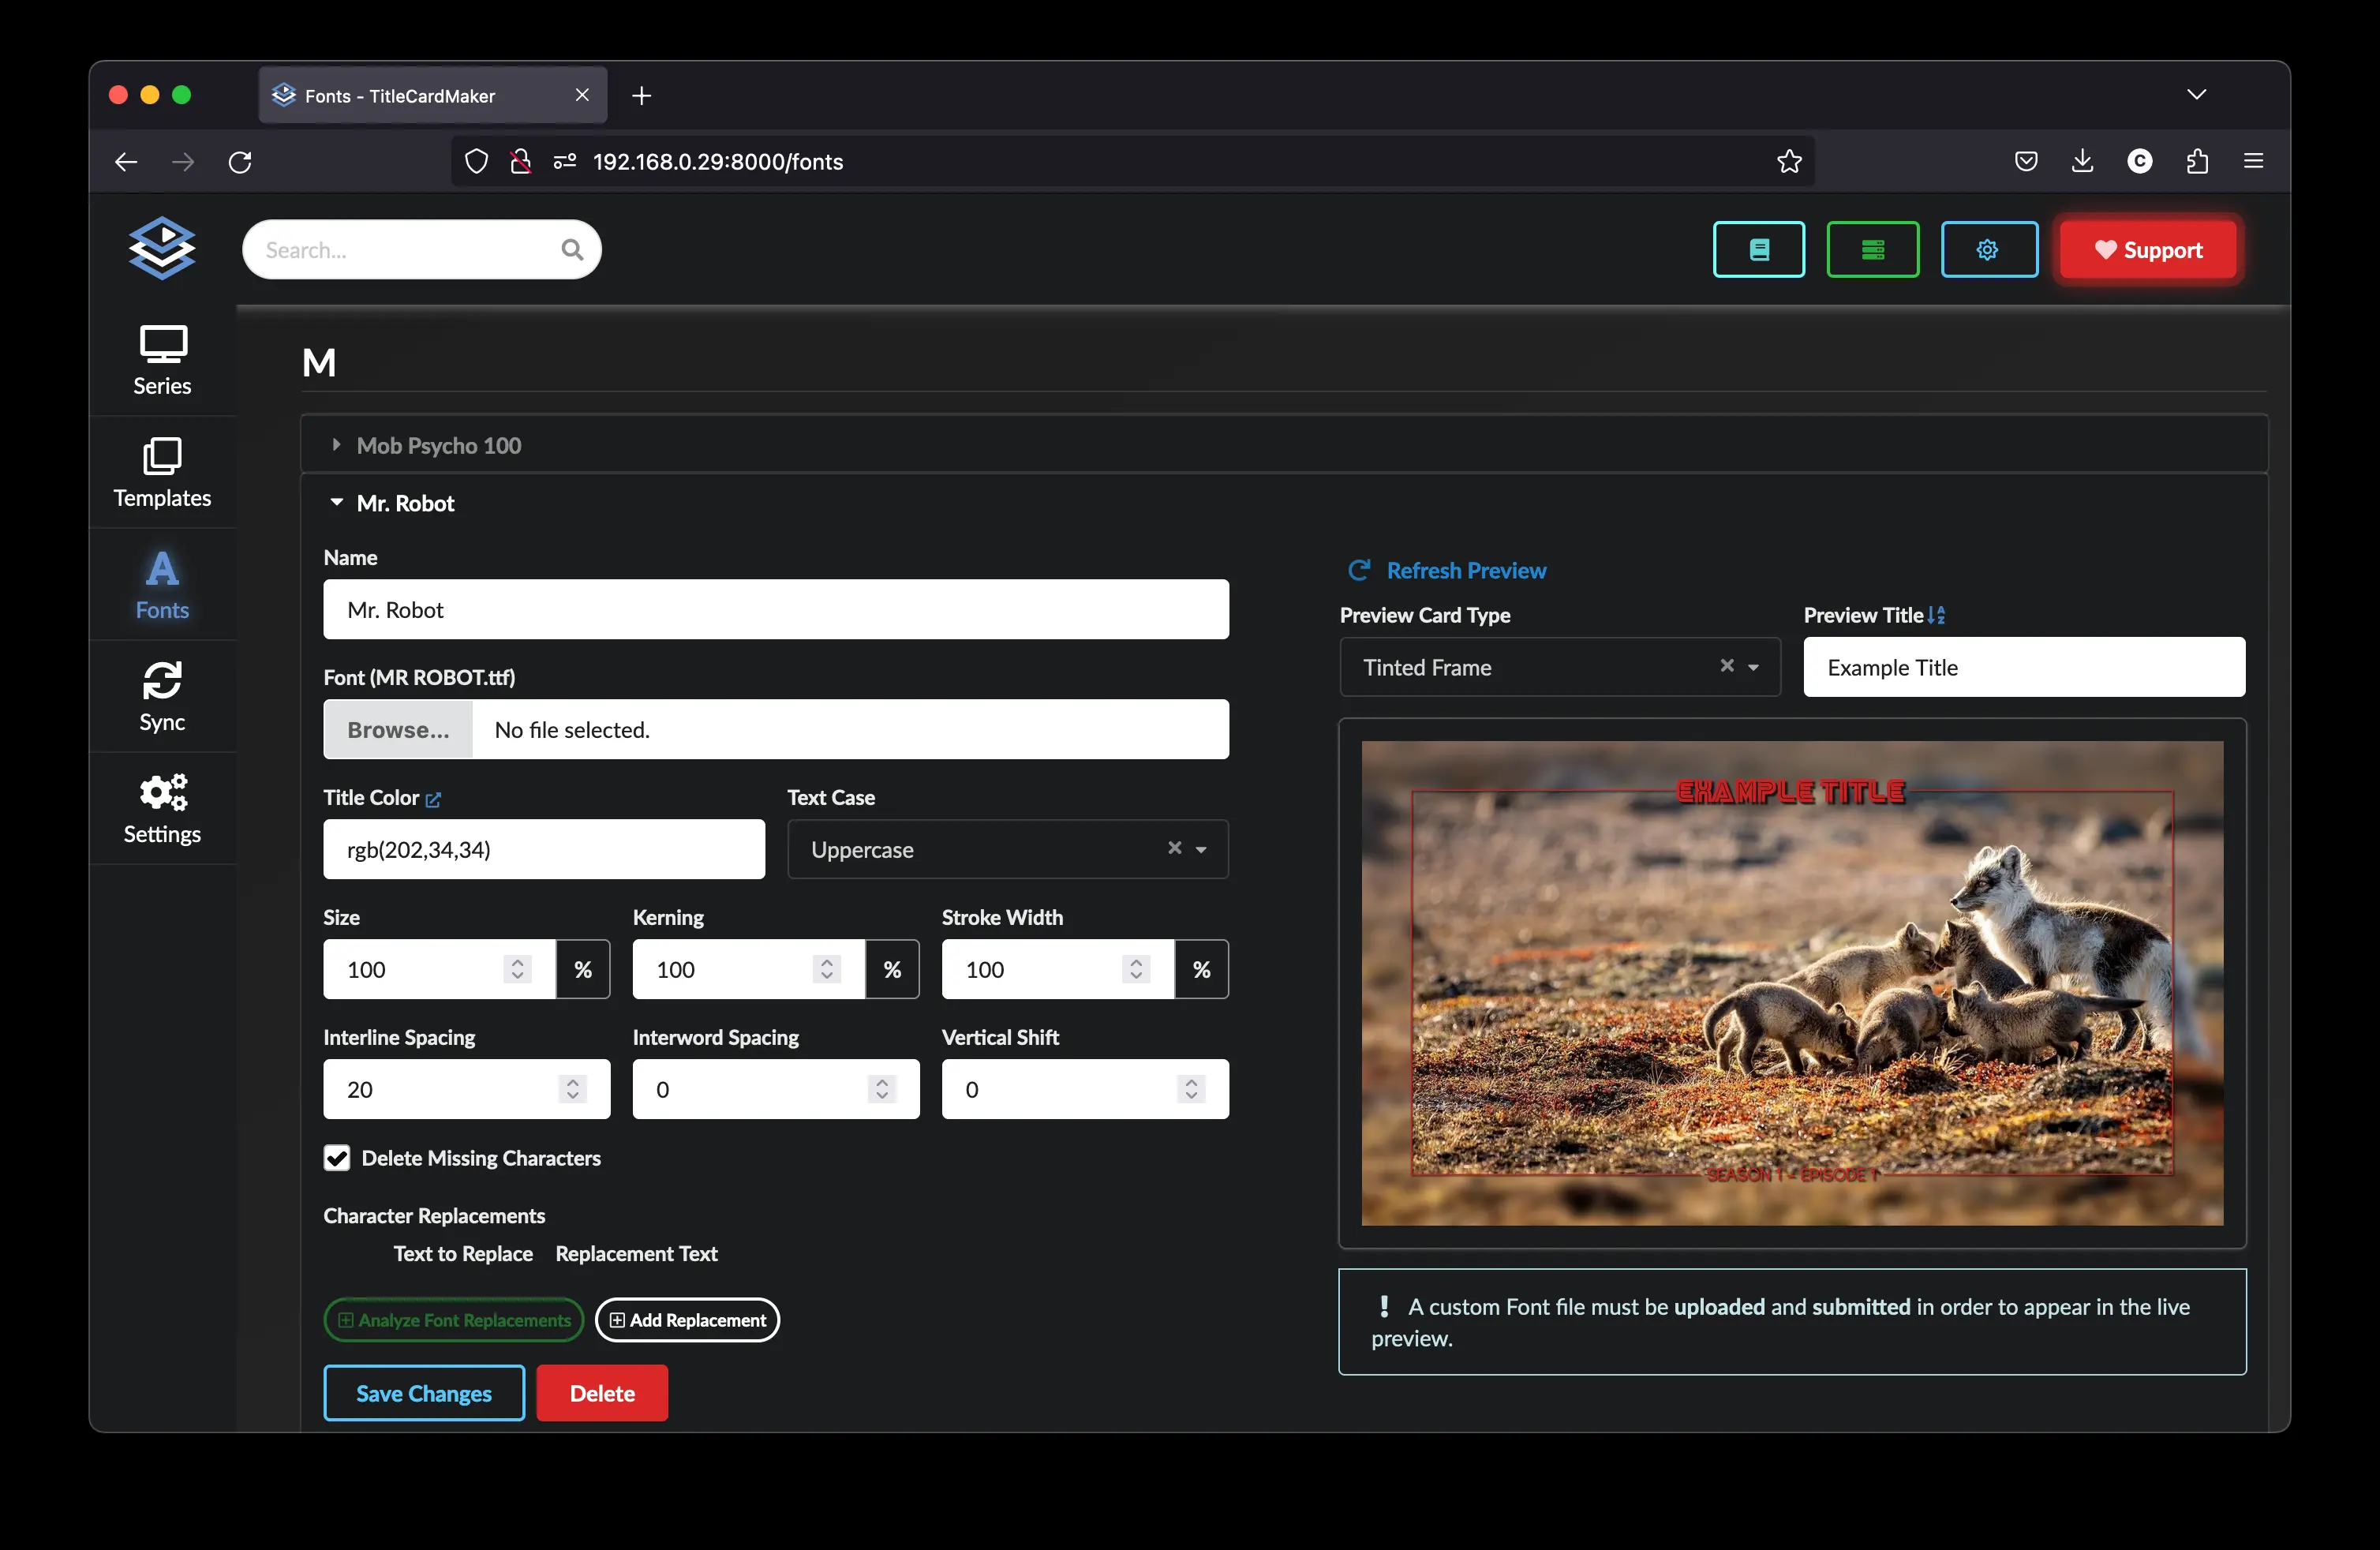 Fonts - TitleCardMaker
192.168.0.29:8000/fonts
C
Search...
Support
Series
Templates
A
Fonts
Sync
Settings
M
Mob Psycho 100
Mr. Robot
Name
Mr. Robot
Font (MR ROBOT.ttf)
Browse... No file selected.
Title Color Text Case
rgb(202,34,34) Uppercase
Size Kerning Stroke Width
100 % 100 % 100 %
Interline Spacing Interword Spacing Vertical Shift
20 0 0
Delete Missing Characters
Character Replacements
Text to Replace Replacement Text
Analyze Font Replacements Add Replacement
Save Changes Delete
Refresh Preview
Preview Card Type Preview Title
Tinted Frame Example Title
EXAMPLE TITLE
SEASON 1 - EPISODE 1
! A custom Font file must be uploaded and submitted in order to appear in the live
preview.